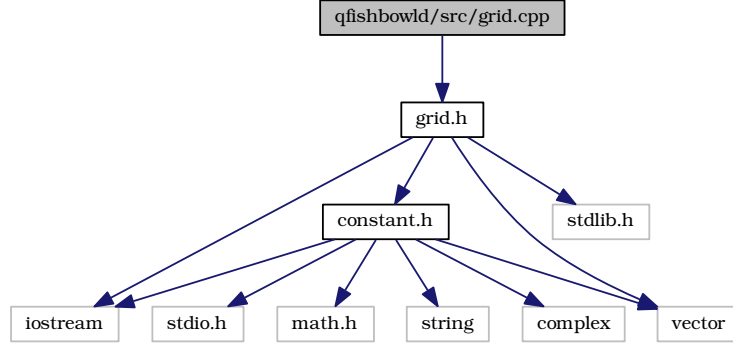 qfishbowld/src/grid.cpp
grid.h
constant.h
stdlib.h
iostream
stdio.h
math.h
string
complex
vector